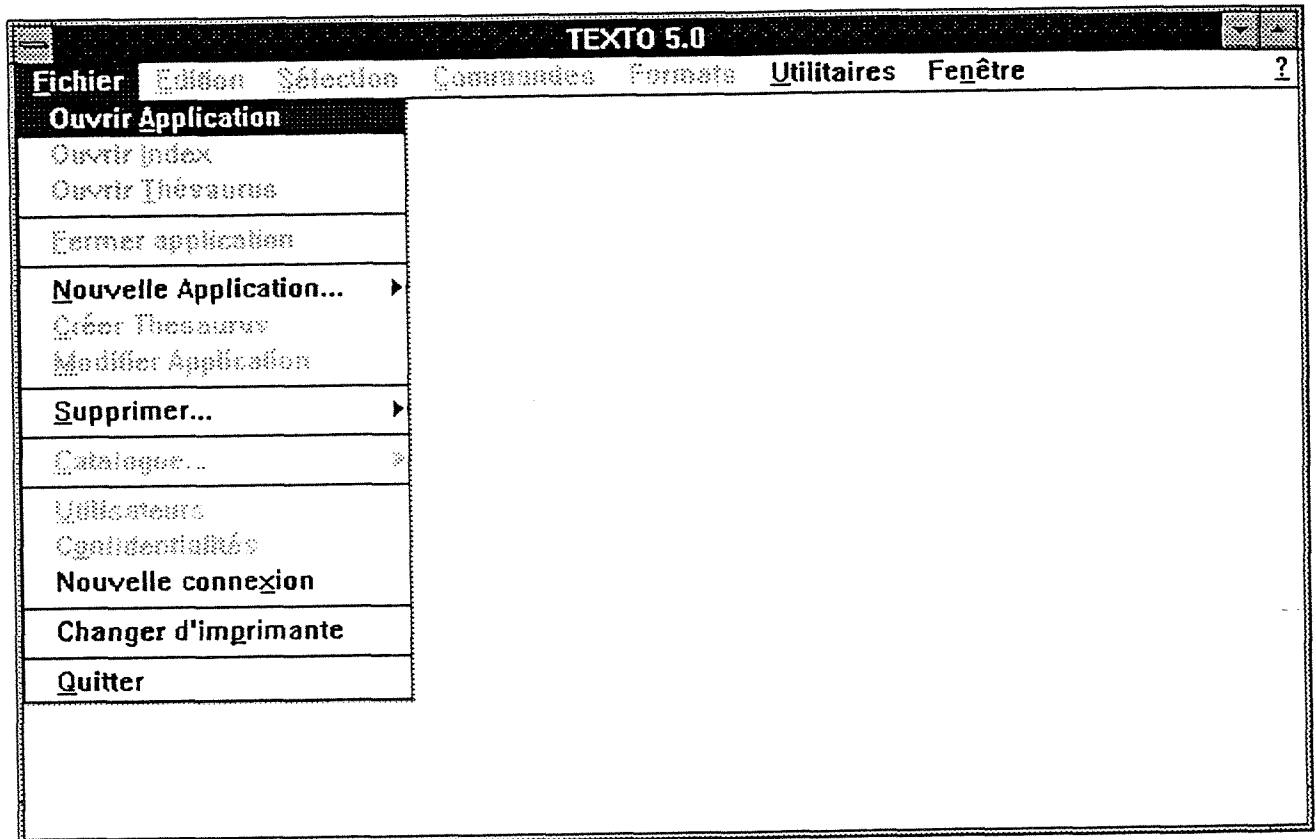 TEXTO 5.0
Fichier Edition Sélection Commandes Formats Utilitaires Fenêtre ?
Ouvrir Application
Ouvrir Index
Ouvrir Thésaurus
Fermer application
Nouvelle Application...
Créer Thesaurus
Modifier Application
Supprimer...
Catalogue...
Utilisateurs
Confidentialités
Nouvelle connexion
Changer d'imprimante
Quitter